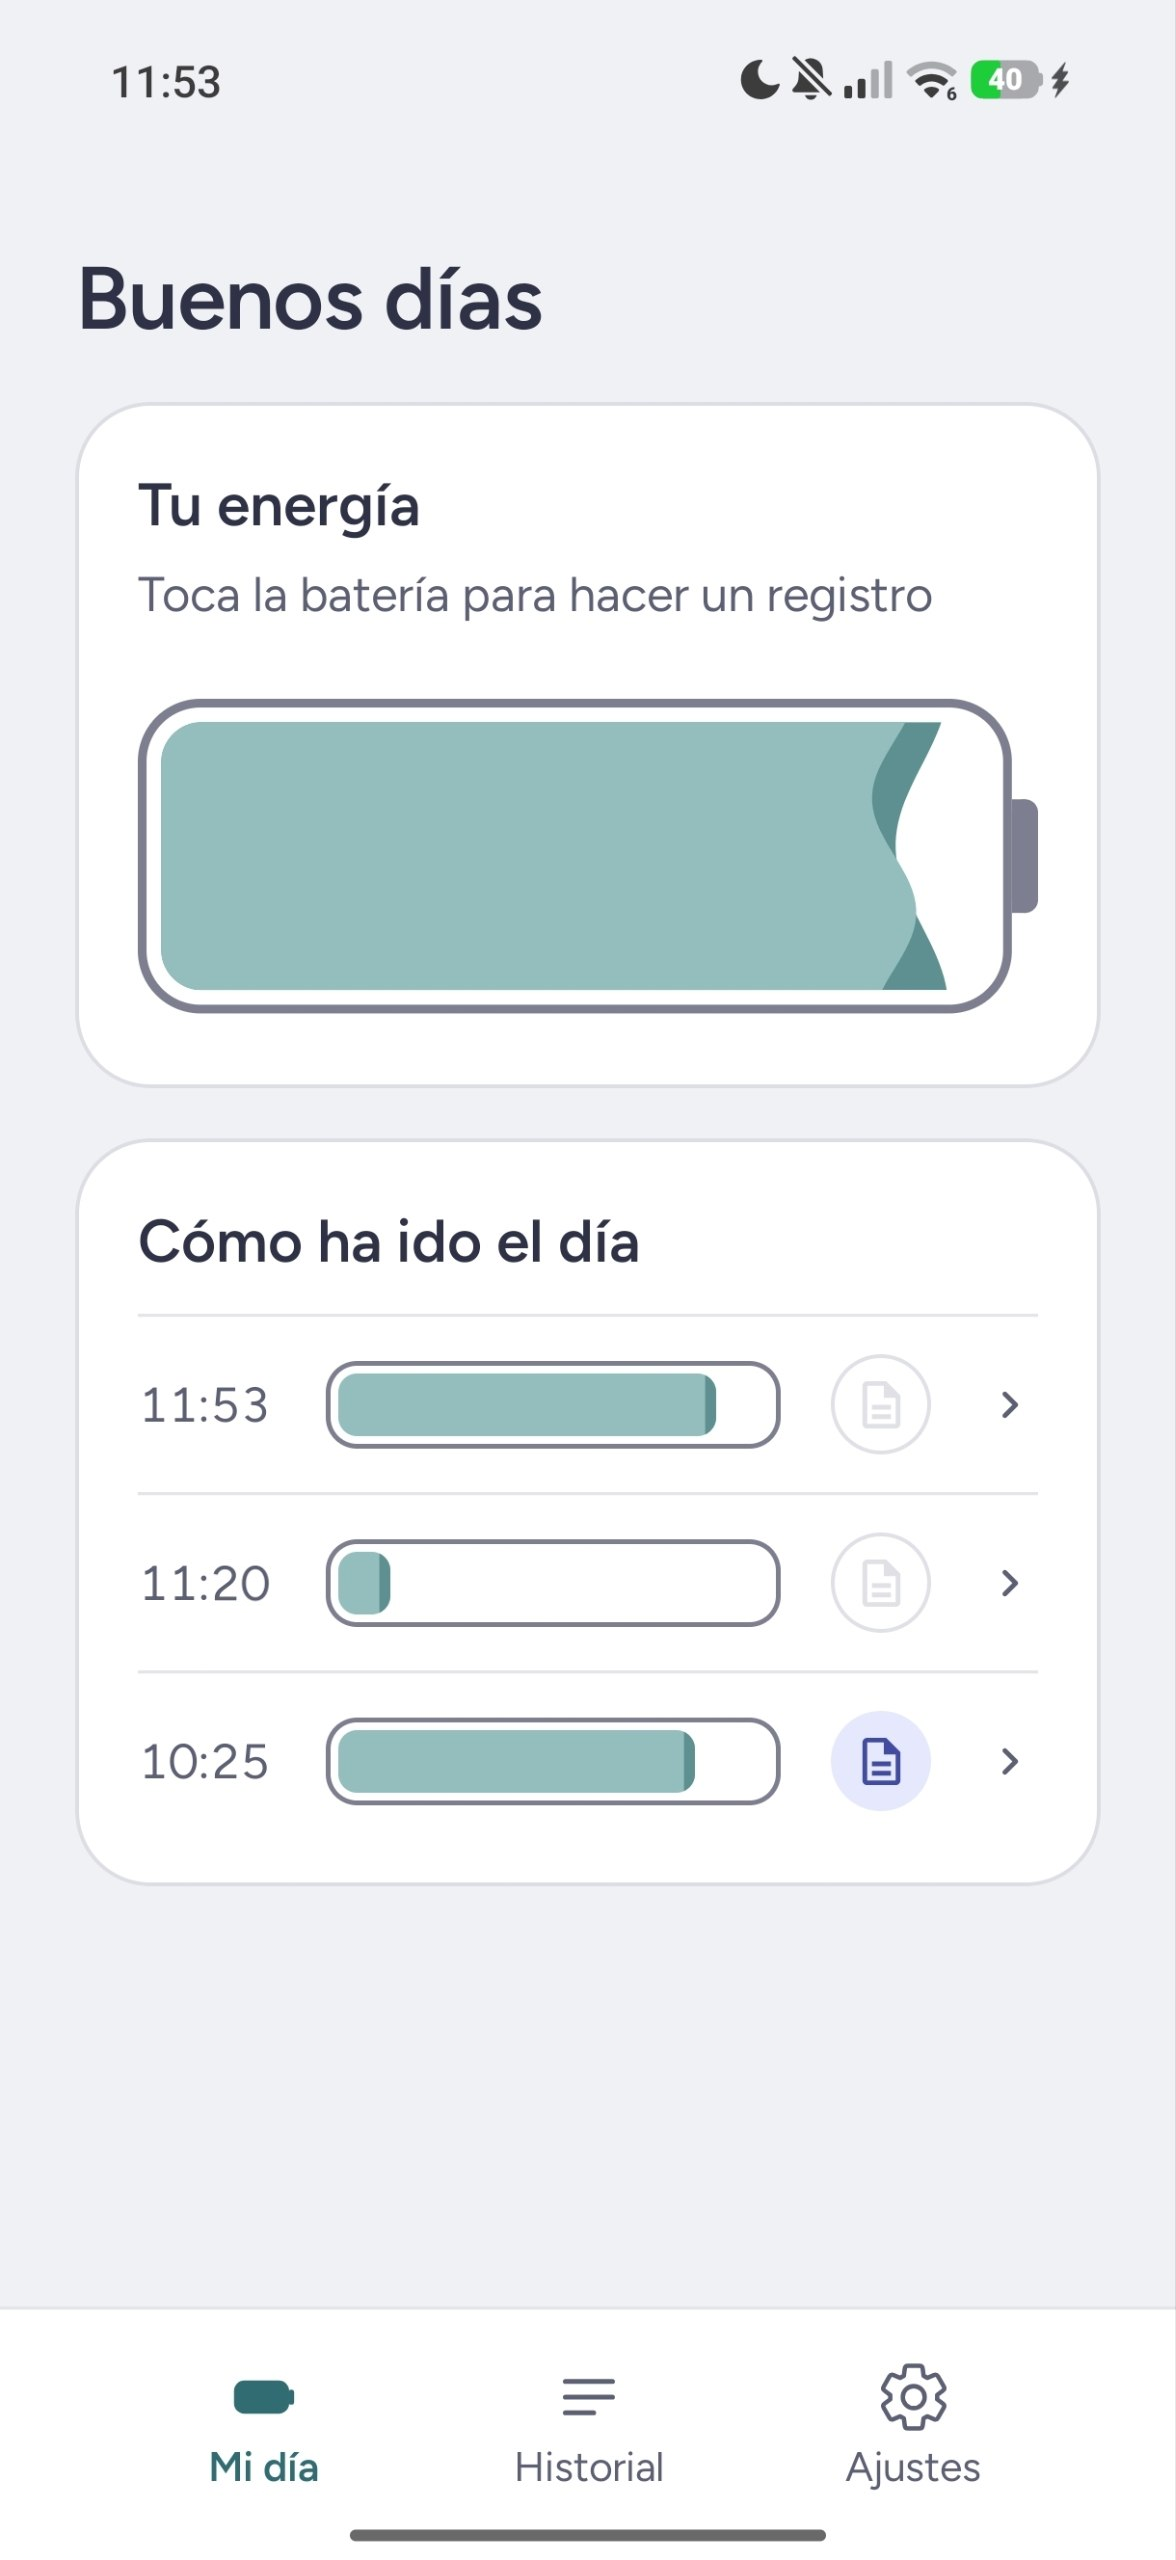 11:53
6
40
Buenos días
Tu energía
Toca la batería para hacer un registro
Cómo ha ido el día
11:53
11:20
10:25
Mi día
Historial
Ajustes